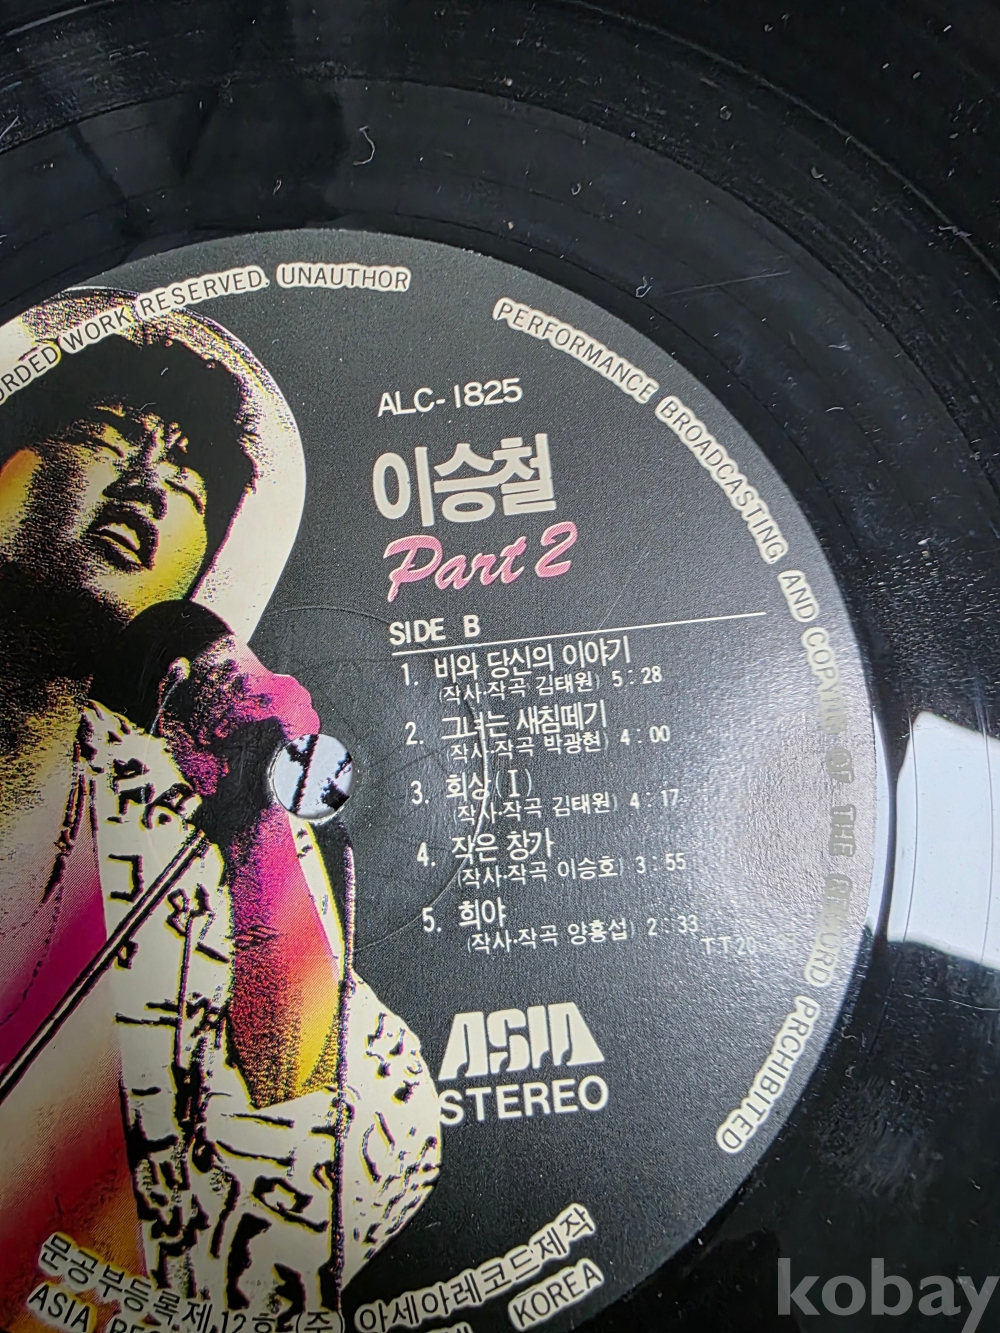 ORDED WORK RESERVED. UNAUTHOR
PERFORMANCE BROADCASTING AND COPYING OF THE RECORD PRCHIBITED
ALC-1825
이승철
Part 2
SIDE B
1. 비와 당신의 이야기
(작사·작곡 김태원) 5:28
2. 그녀는 새침떼기
(작사·작곡 박광현) 4:00
3. 회상(I)
(작사·작곡 김태원) 4:17
4. 작은 창가
(작사·작곡 이승호) 3:55
5. 희야
(작사·작곡 양홍섭) 2:33
TT 20
ASIA
STEREO
문공부등록제12호 (주) 아세아레코드제작
ASIA KOREA
kobay